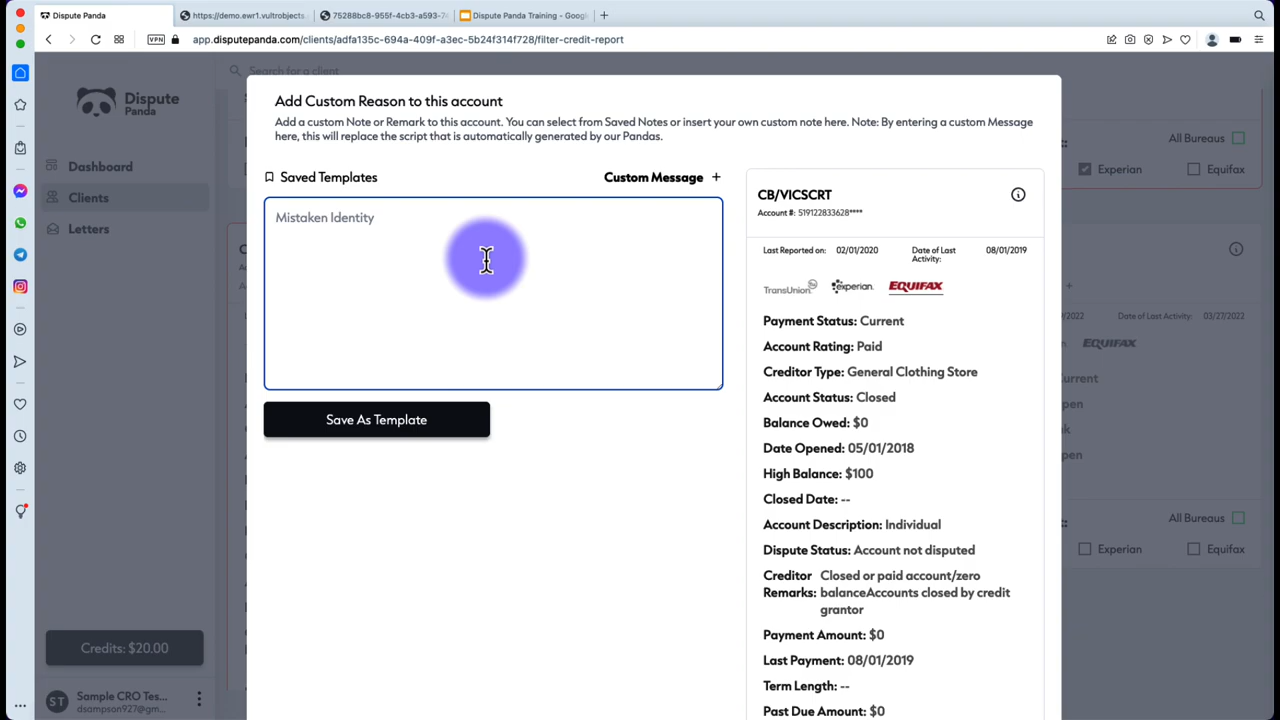 Dispute Panda
https://demo.ewr1.vultrobjects
75288bc8-955f-4cb3-a593-7
Dispute Panda Training - Goog
VPN
app.disputepanda.com/clients/adfa135c-694a-409f-a3ec-5b24f314f728/filter-credit-report
Dispute
Panda
Search for a client
Dashboard
Clients
Letters
Credits: $20.00
ST
Sample CRO Tes...
dsampson927@gm...
Add Custom Reason to this account
Add a custom Note or Remark to this account. You can select from Saved Notes or insert your own custom note here. Note: By entering a custom Message
here, this will replace the script that is automatically generated by our Pandas.
Saved Templates
Custom Message +
Mistaken Identity
Save As Template
CB/VICSCRT
Account #: 519122833628****
Last Reported on: 02/01/2020
Date of Last
Activity: 08/01/2019
TransUnion
experian.
EQUIFAX
Payment Status: Current
Account Rating: Paid
Creditor Type: General Clothing Store
Account Status: Closed
Balance Owed: $0
Date Opened: 05/01/2018
High Balance: $100
Closed Date: --
Account Description: Individual
Dispute Status: Account not disputed
Creditor Closed or paid account/zero
Remarks: balanceAccounts closed by credit
grantor
Payment Amount: $0
Last Payment: 08/01/2019
Term Length: --
Past Due Amount: $0
All Bureaus
Experian
Equifax
/2022
Date of Last Activity: 03/27/2022
EQUIFAX
All Bureaus
Experian
Equifax